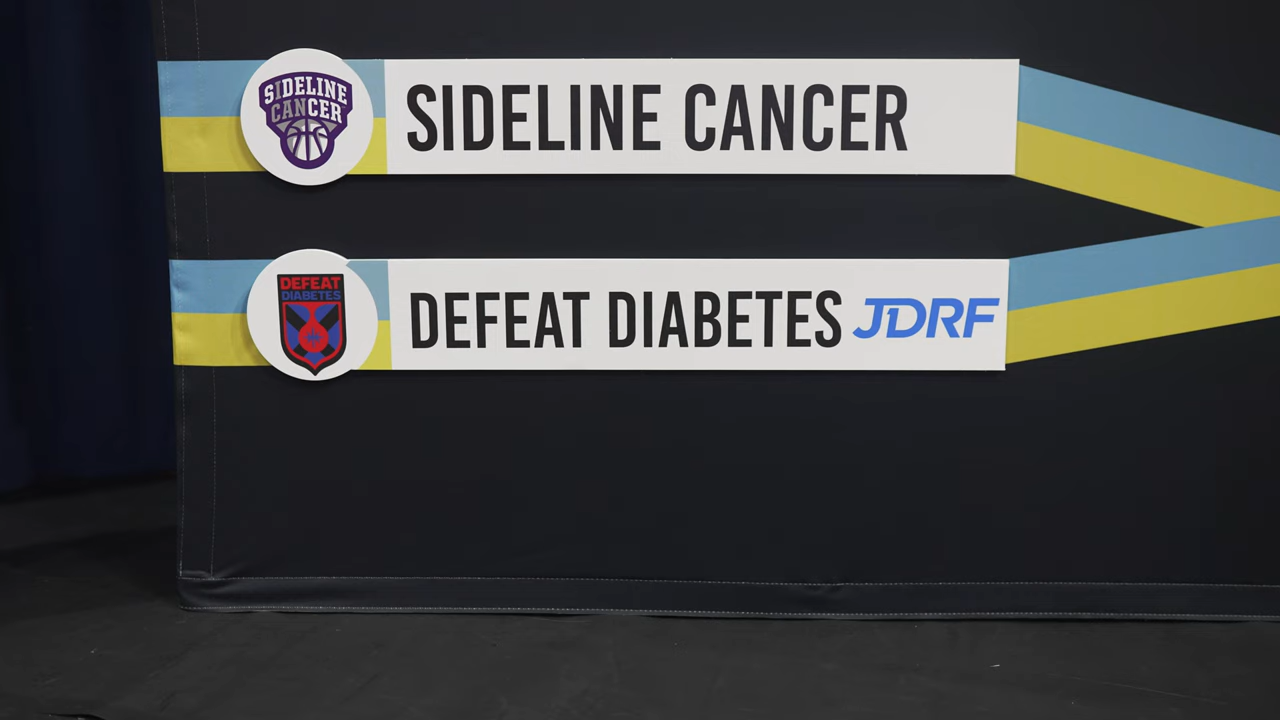 SIDELINE
CANCER
SIDELINE CANCER
DEFEAT
DIABETES
DEFEAT DIABETES JDRF